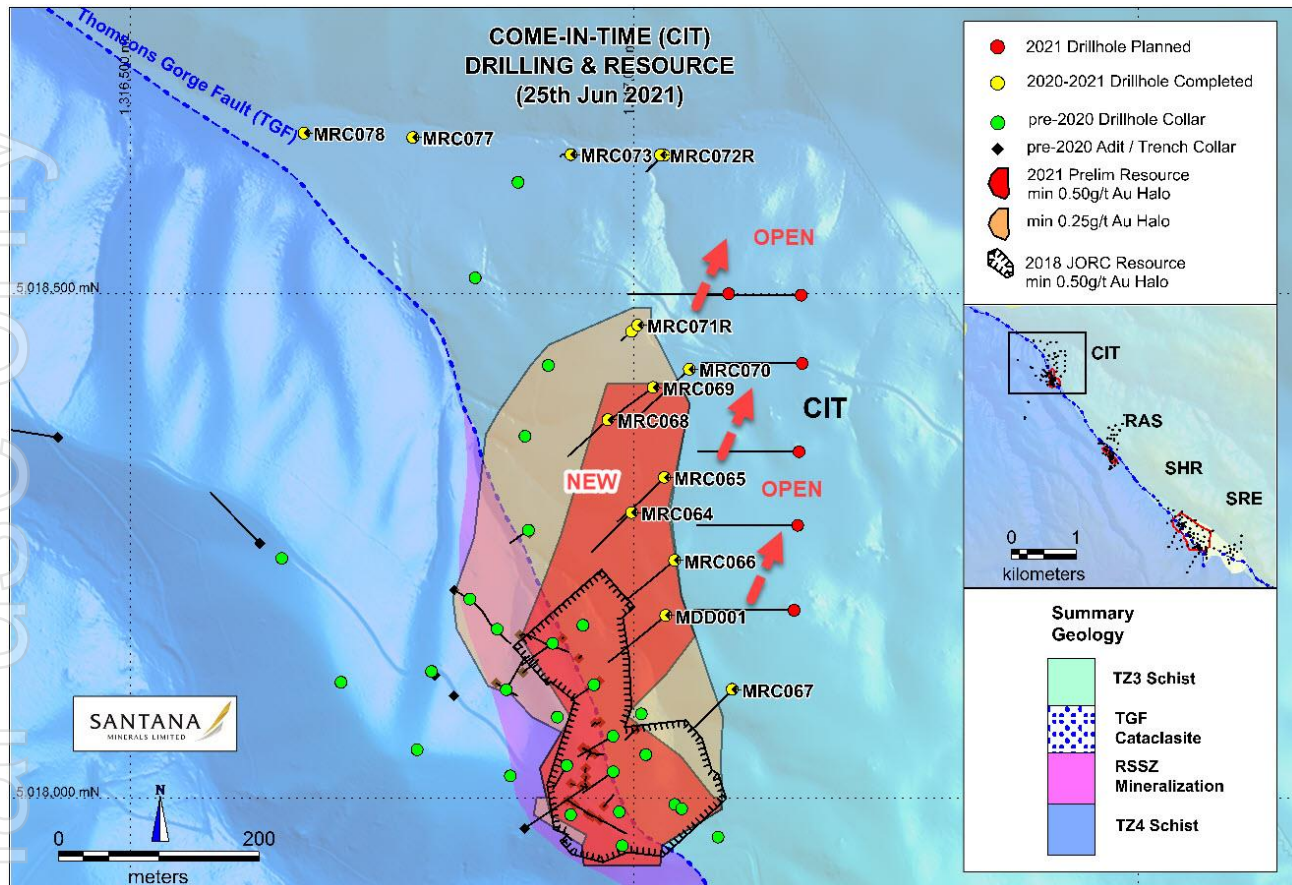 COME-IN-TIME (CIT)
DRILLING & RESOURCE
(25th Jun 2021)
Thomsons Gorge Fault (TGF)
1,316,500 mE
MRC078
MRC077
MRC073
MRC072R
OPEN
5,018,500 mN
MRC071R
MRC070
MRC069
CIT
MRC068
NEW
MRC065
OPEN
MRC064
MRC066
MDD001
MRC067
5,018,000 mN
SANTANA
MINERALS LIMITED
N
0 200
meters
2021 Drillhole Planned
2020-2021 Drillhole Completed
pre-2020 Drillhole Collar
pre-2020 Adit / Trench Collar
2021 Prelim Resource
min 0.50g/t Au Halo
min 0.25g/t Au Halo
2018 JORC Resource
min 0.50g/t Au Halo
CIT
RAS
SHR
SRE
0 1
kilometers
Summary
Geology
TZ3 Schist
TGF
Cataclasite
RSSZ
Mineralization
TZ4 Schist